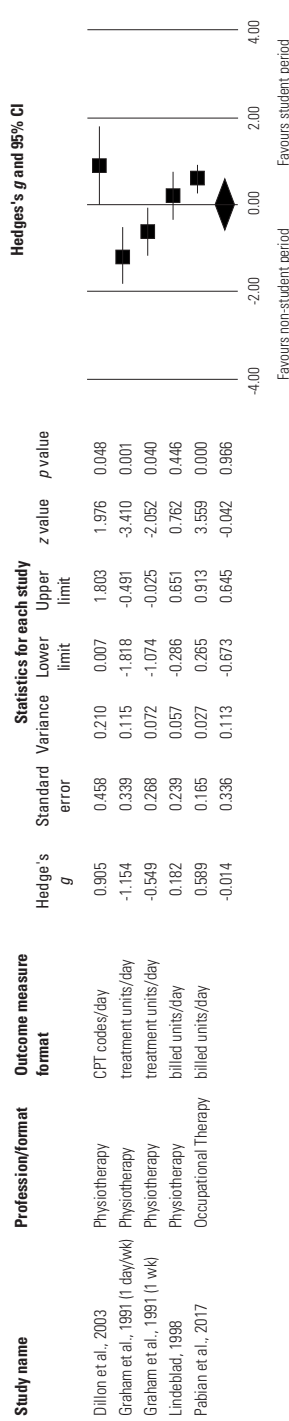 Study name Profession/format Outcome measure format Statistics for each study Hedges's g and 95% CI
Hedge's g Standard error Variance Lower limit Upper limit z value p value
Dillon et al., 2003 Physiotherapy CPT codes/day 0.905 0.458 0.210 0.007 1.803 1.976 0.048
Graham et al., 1991 (1 day/wk) Physiotherapy treatment units/day -1.154 0.339 0.115 -1.818 -0.491 -3.410 0.001
Graham et al., 1991 (1 wk) Physiotherapy treatment units/day -0.549 0.268 0.072 -1.074 -0.025 -2.052 0.040
Lindeblad, 1998 Physiotherapy billed units/day 0.182 0.239 0.057 -0.286 0.651 0.762 0.446
Pabian et al., 2017 Occupational Therapy billed units/day 0.589 0.165 0.027 0.265 0.913 3.559 0.000
-0.014 0.336 0.113 -0.673 0.645 -0.042 0.966
-4.00 -2.00 0.00 2.00 4.00
Favours non-student period Favours student period